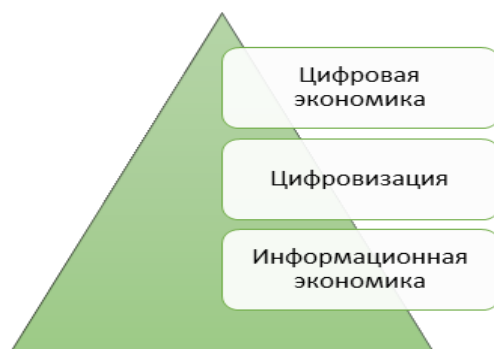 Цифровая
экономика
Цифровизация
Информационная
экономика